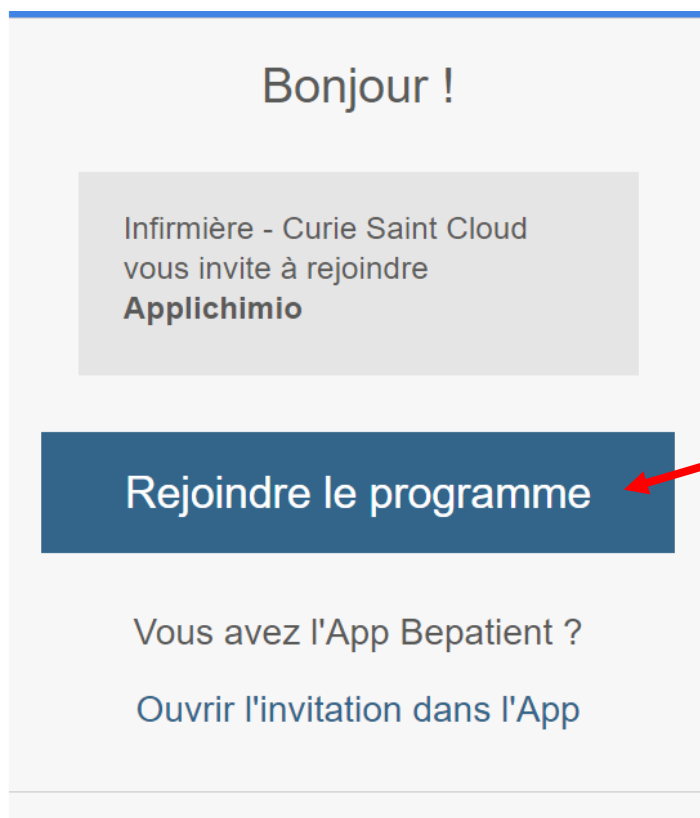 Bonjour !
Infirmière - Curie Saint Cloud
vous invite à rejoindre
Applichimio
Rejoindre le programme
Vous avez l'App Bepatient ?
Ouvrir l'invitation dans l'App